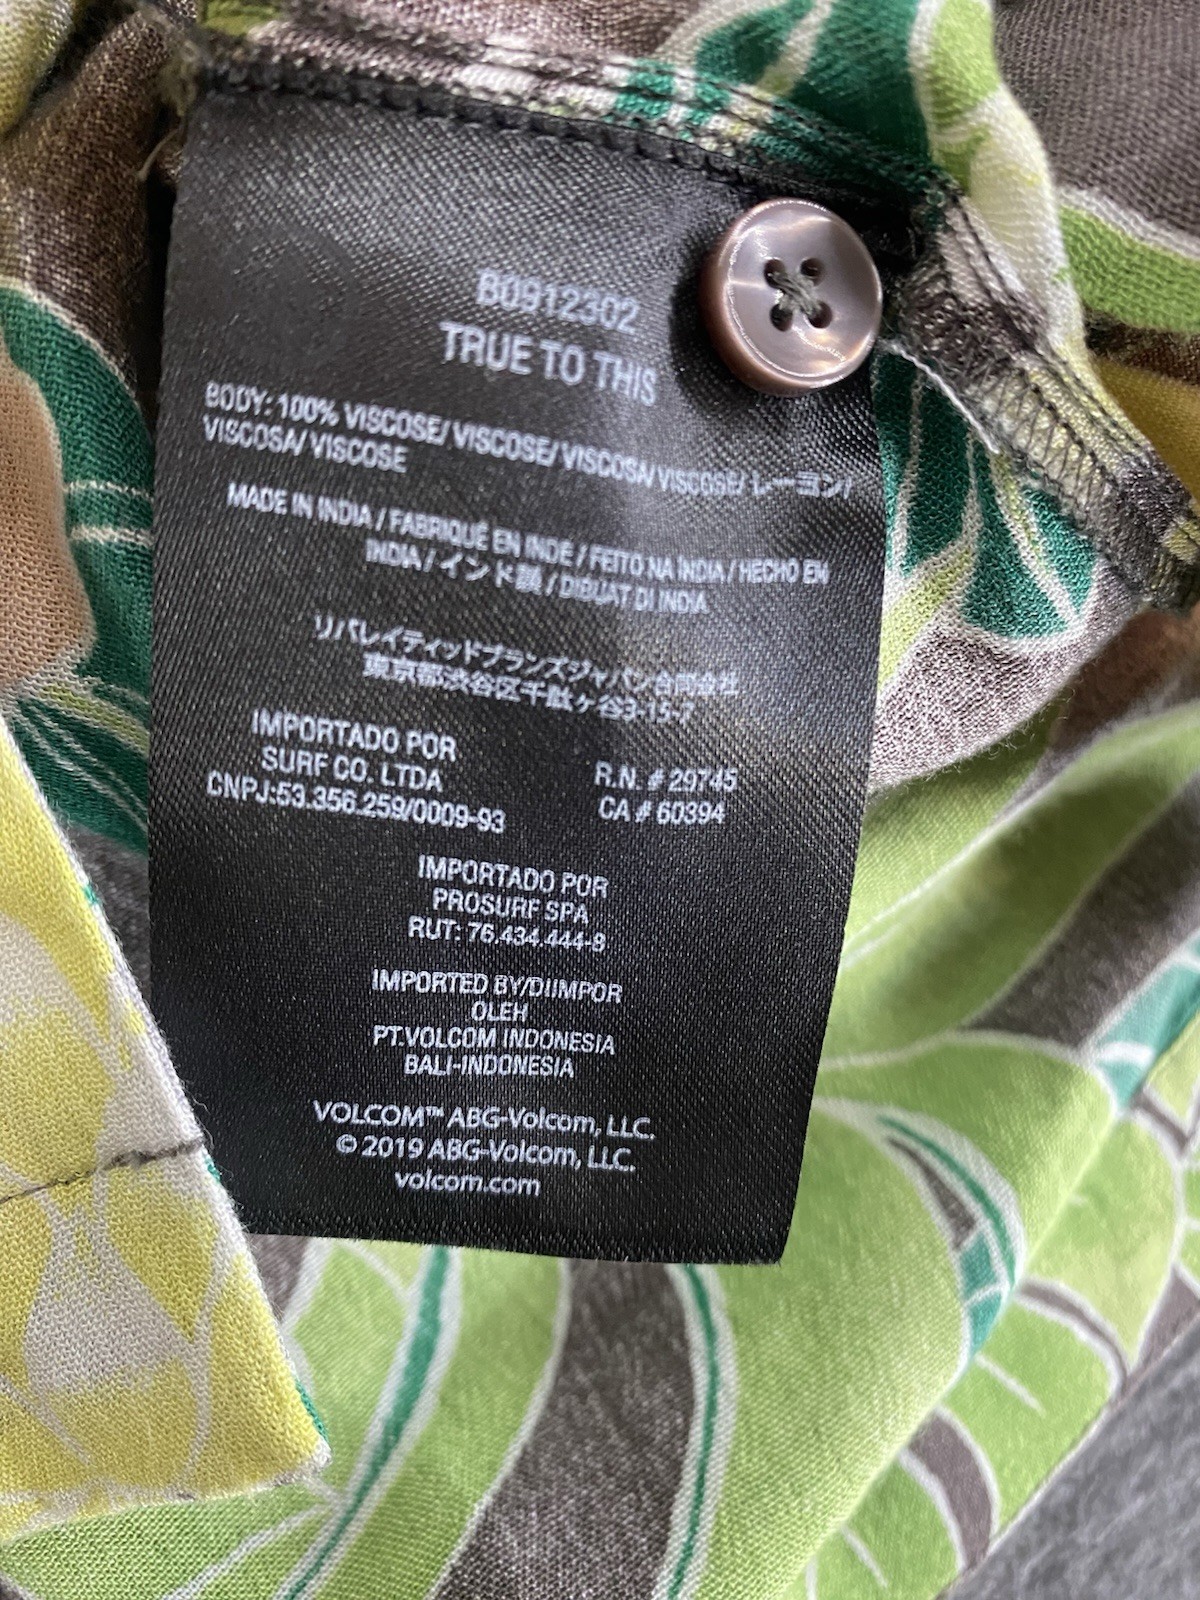 B0912302
TRUE TO THIS
BODY: 100% VISCOSE/ VISCOSE/ VISCOSA/ VISCOSE/ レーヨン/
VISCOSA/ VISCOSE
MADE IN INDIA / FABRIQUÉ EN INDE / FEITO NA INDIA / HECHO EN
INDIA / インド製 / DIBUAT DI INDIA
リバレイティッドブランズジャパン合同会社
東京都渋谷区千駄ヶ谷3-15-7
IMPORTADO POR
SURF CO. LTDA
CNPJ:53.356.259/0009-93
R.N. # 29745
CA # 60394
IMPORTADO POR
PROSURF SPA
RUT: 76.434.444-8
IMPORTED BY/DIIMPOR
OLEH
PT.VOLCOM INDONESIA
BALI-INDONESIA
VOLCOM™ ABG-Volcom, LLC.
© 2019 ABG-Volcom, LLC.
volcom.com